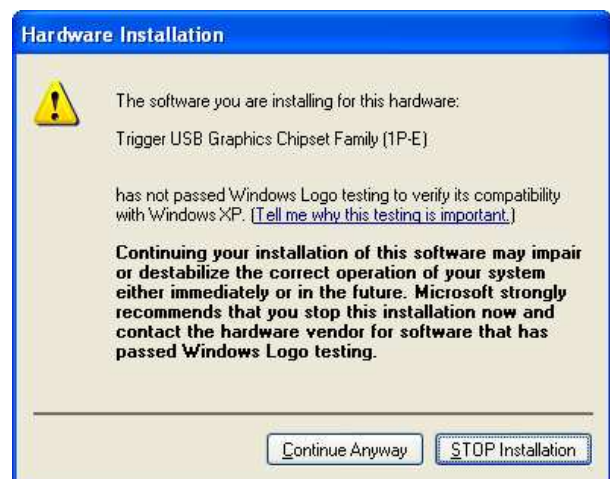 Hardware Installation
The software you are installing for this hardware:
Trigger USB Graphics Chipset Family (1P-E)
has not passed Windows Logo testing to verify its compatibility
with Windows XP. (Tell me why this testing is important.)
Continuing your installation of this software may impair
or destabilize the correct operation of your system
either immediately or in the future. Microsoft strongly
recommends that you stop this installation now and
contact the hardware vendor for software that has
passed Windows Logo testing.
Continue Anyway
STOP Installation